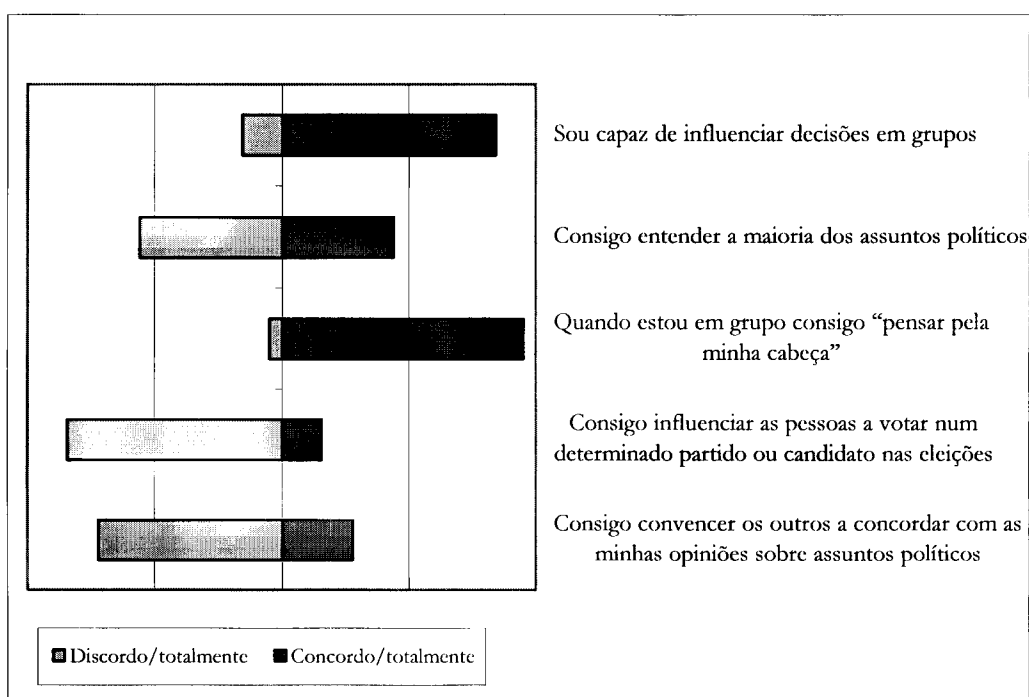 Sou capaz de influenciar decisões em grupos
Consigo entender a maioria dos assuntos políticos
Quando estou em grupo consigo “pensar pela
minha cabeça”
Consigo influenciar as pessoas a votar num
determinado partido ou candidato nas eleições
Consigo convencer os outros a concordar com as
minhas opiniões sobre assuntos políticos
Discordo/totalmente Concordo/totalmente